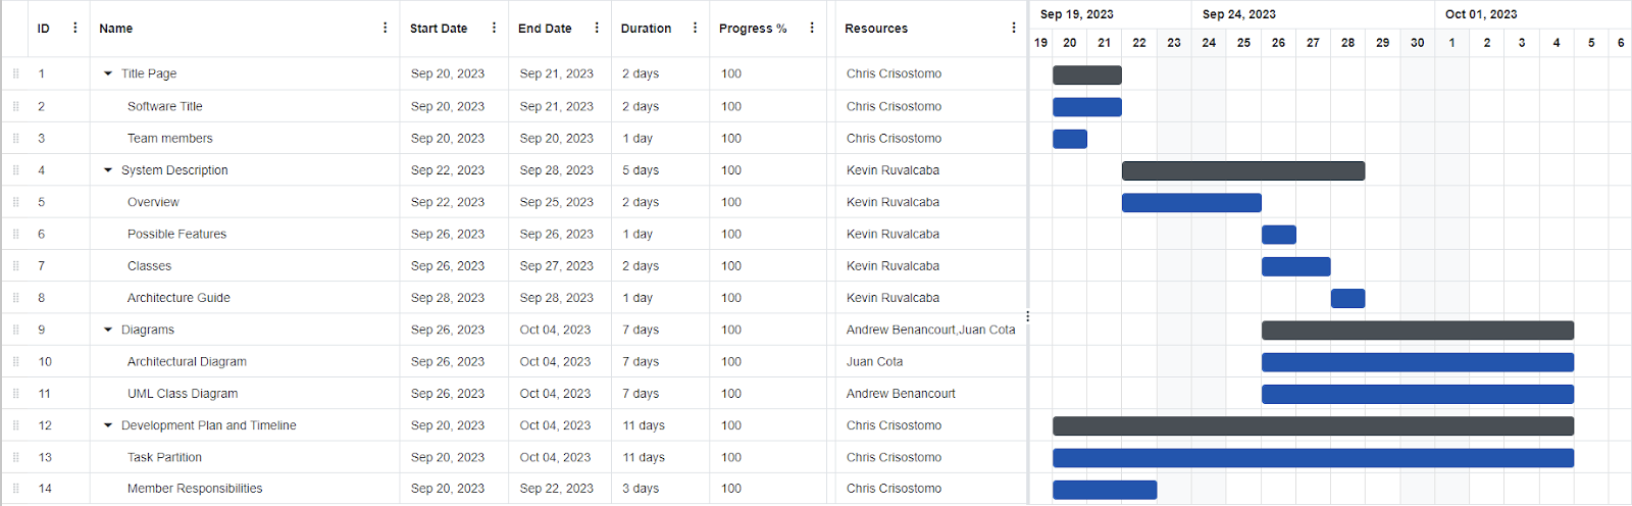 Sep 19, 2023 Sep 24, 2023 Oct 01, 2023
ID Name Start Date End Date Duration Progress % Resources
19 20 21 22 23 24 25 26 27 28 29 30 1 2 3 4 5 6
1 Title Page Sep 20, 2023 Sep 21, 2023 2 days 100 Chris Crisostomo
2 Software Title Sep 20, 2023 Sep 21, 2023 2 days 100 Chris Crisostomo
3 Team members Sep 20, 2023 Sep 20, 2023 1 day 100 Chris Crisostomo
4 System Description Sep 22, 2023 Sep 28, 2023 5 days 100 Kevin Ruvalcaba
5 Overview Sep 22, 2023 Sep 25, 2023 2 days 100 Kevin Ruvalcaba
6 Possible Features Sep 26, 2023 Sep 26, 2023 1 day 100 Kevin Ruvalcaba
7 Classes Sep 26, 2023 Sep 27, 2023 2 days 100 Kevin Ruvalcaba
8 Architecture Guide Sep 28, 2023 Sep 28, 2023 1 day 100 Kevin Ruvalcaba
9 Diagrams Sep 26, 2023 Oct 04, 2023 7 days 100 Andrew Benancourt,Juan Cota
10 Architectural Diagram Sep 26, 2023 Oct 04, 2023 7 days 100 Juan Cota
11 UML Class Diagram Sep 26, 2023 Oct 04, 2023 7 days 100 Andrew Benancourt
12 Development Plan and Timeline Sep 20, 2023 Oct 04, 2023 11 days 100 Chris Crisostomo
13 Task Partition Sep 20, 2023 Oct 04, 2023 11 days 100 Chris Crisostomo
14 Member Responsibilities Sep 20, 2023 Sep 22, 2023 3 days 100 Chris Crisostomo